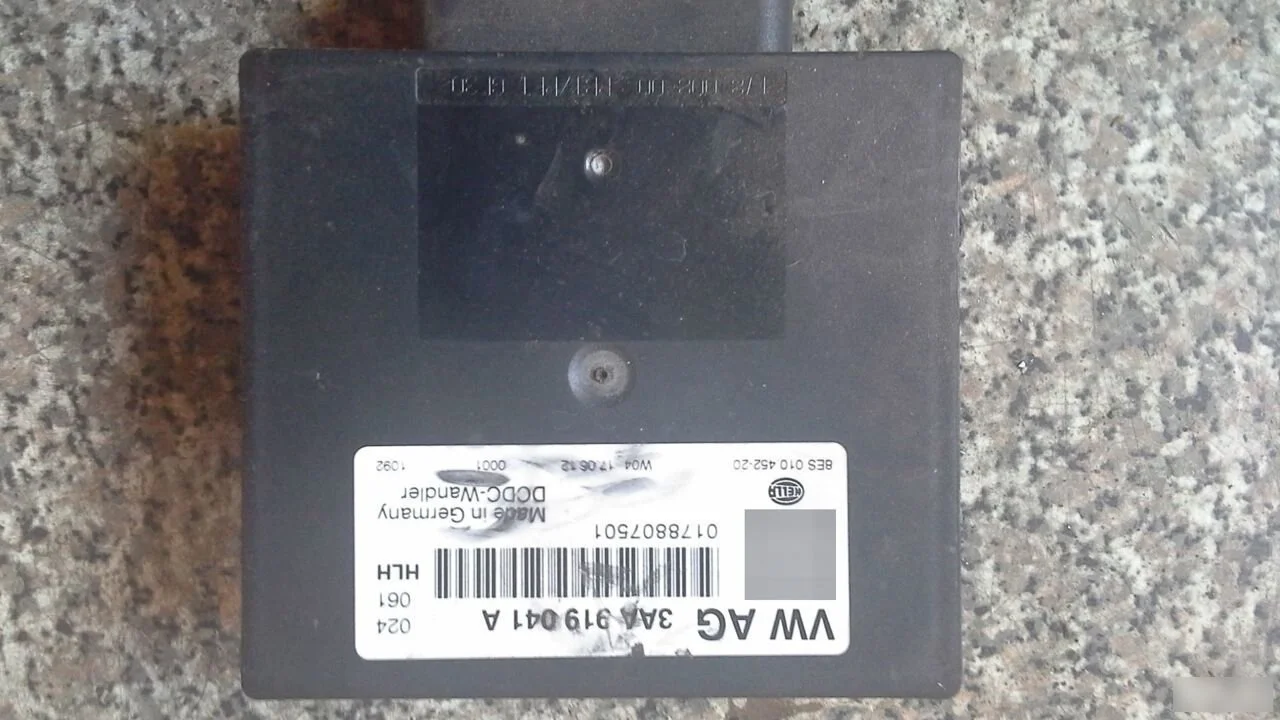 VW AG 3AA 919 041 A
024
061
HLH
0178807501
DCDC-Wandler
Made in Germany
HELLA
8ES 010 452-20 W04 17.06.12 0001 1092